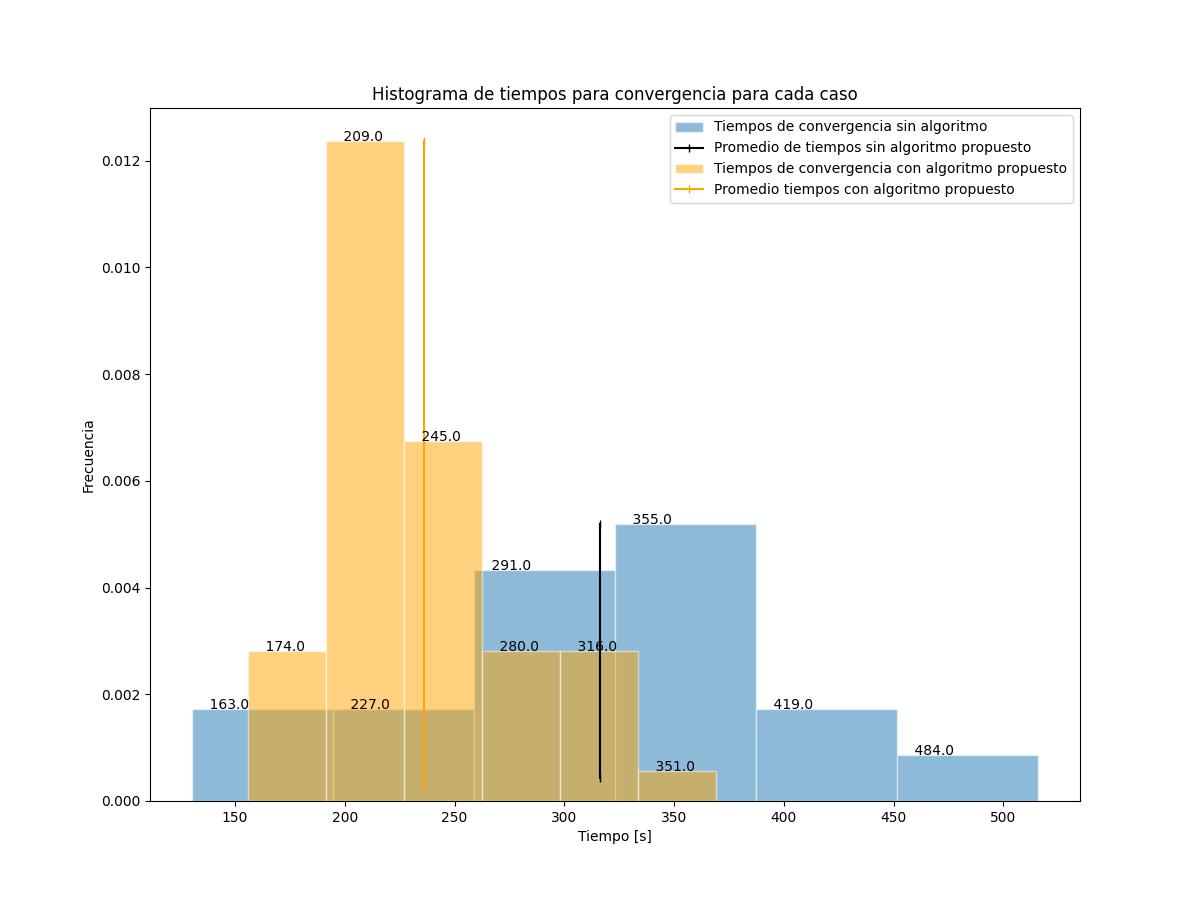 Histograma de tiempos para convergencia para cada caso
Tiempos de convergencia sin algoritmo
Promedio de tiempos sin algoritmo propuesto
Tiempos de convergencia con algoritmo propuesto
Promedio tiempos con algoritmo propuesto
Frecuencia
0.012
0.010
0.008
0.006
0.004
0.002
0.000
209.0
245.0
355.0
291.0
174.0
280.0
316.0
163.0
227.0
419.0
484.0
351.0
150 200 250 300 350 400 450 500
Tiempo [s]